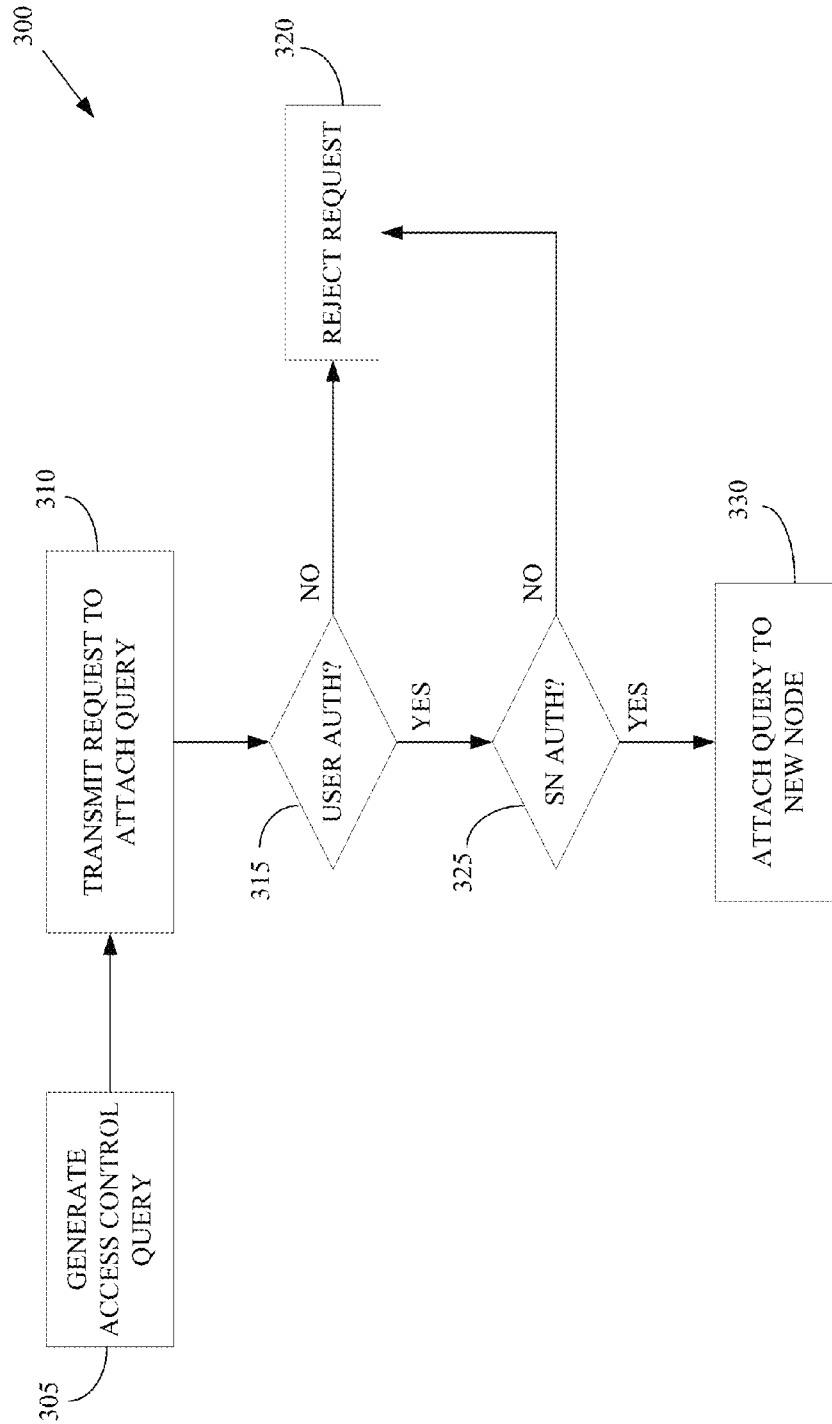 300
305
GENERATE
ACCESS CONTROL
QUERY
310
TRANSMIT REQUEST TO
ATTACH QUERY
315
USER AUTH?
NO
YES
320
REJECT REQUEST
325
SN AUTH?
NO
YES
330
ATTACH QUERY TO
NEW NODE